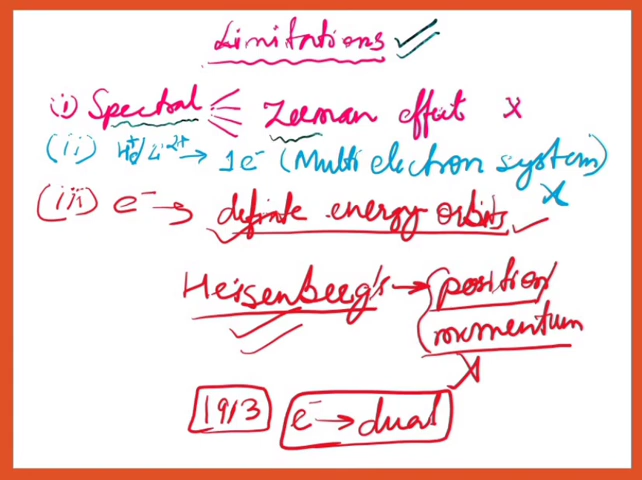 Limitations
(i) Spectral Zeeman effect X
(ii) He⁺/Li²⁺ → 1e⁻ (Multi electron system) X
(iii) e⁻ → definite energy orbits
Heisenberg's → position
momentum X
1913 e⁻ → dual